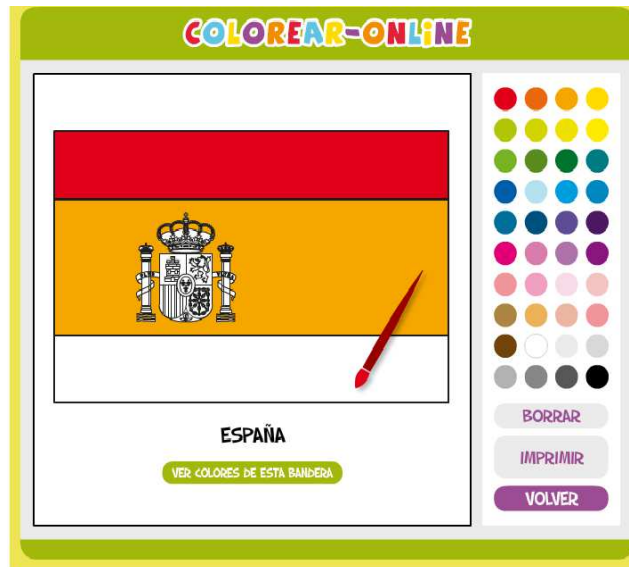 COLOREAR-ONLINE
ESPAÑA
VER COLORES DE ESTA BANDERA
BORRAR
IMPRIMIR
VOLVER